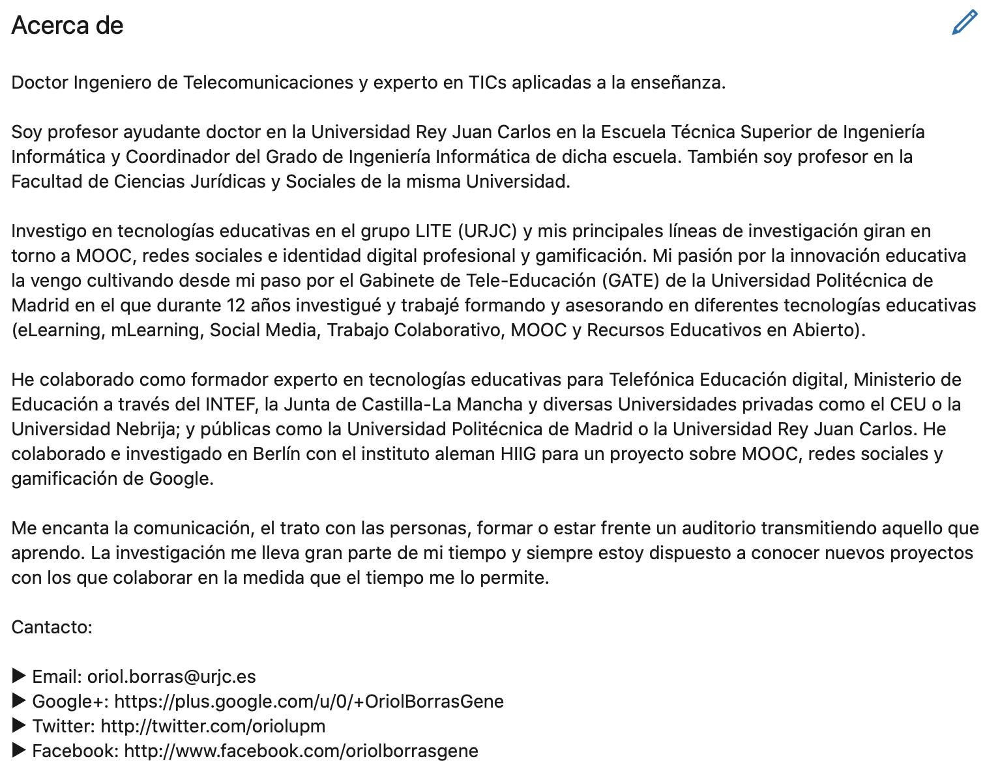 Acerca de
Doctor Ingeniero de Telecomunicaciones y experto en TICs aplicadas a la enseñanza.
Soy profesor ayudante doctor en la Universidad Rey Juan Carlos en la Escuela Técnica Superior de Ingeniería
Informática y Coordinador del Grado de Ingeniería Informática de dicha escuela. También soy profesor en la
Facultad de Ciencias Jurídicas y Sociales de la misma Universidad.
Investigo en tecnologías educativas en el grupo LITE (URJC) y mis principales líneas de investigación giran en
torno a MOOC, redes sociales e identidad digital profesional y gamificación. Mi pasión por la innovación educativa
la vengo cultivando desde mi paso por el Gabinete de Tele-Educación (GATE) de la Universidad Politécnica de
Madrid en el que durante 12 años investigué y trabajé formando y asesorando en diferentes tecnologías educativas
(eLearning, mLearning, Social Media, Trabajo Colaborativo, MOOC y Recursos Educativos en Abierto).
He colaborado como formador experto en tecnologías educativas para Telefónica Educación digital, Ministerio de
Educación a través del INTEF, la Junta de Castilla-La Mancha y diversas Universidades privadas como el CEU o la
Universidad Nebrija; y públicas como la Universidad Politécnica de Madrid o la Universidad Rey Juan Carlos. He
colaborado e investigado en Berlín con el instituto aleman HIIG para un proyecto sobre MOOC, redes sociales y
gamificación de Google.
Me encanta la comunicación, el trato con las personas, formar o estar frente un auditorio transmitiendo aquello que
aprendo. La investigación me lleva gran parte de mi tiempo y siempre estoy dispuesto a conocer nuevos proyectos
con los que colaborar en la medida que el tiempo me lo permite.
Cantacto:
► Email: oriol.borras@urjc.es
► Google+: https://plus.google.com/u/0/+OriolBorrasGene
► Twitter: http://twitter.com/oriolupm
► Facebook: http://www.facebook.com/oriolborrasgene